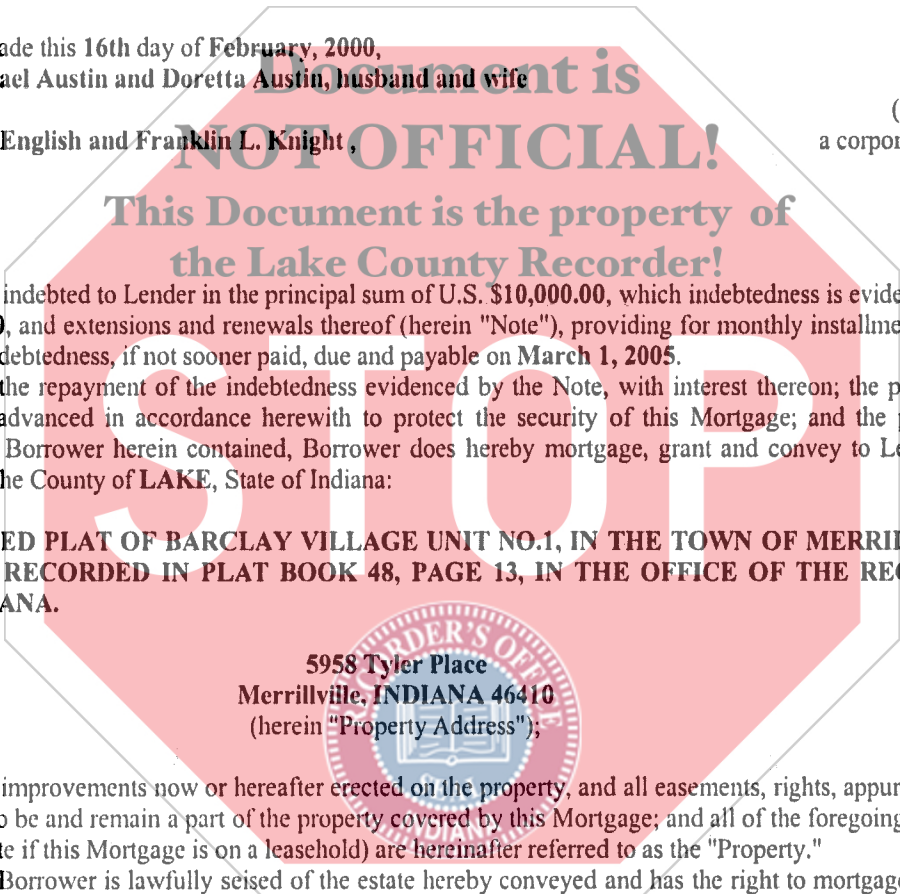 ade this 16th day of February, 2000,
ael Austin and Doretta Austin, husband and wife
(
English and Franklin L. Knight , a corpor
Document is
NOT OFFICIAL!
This Document is the property of
the Lake County Recorder!
indebted to Lender in the principal sum of U.S. $10,000.00, which indebtedness is evide
, and extensions and renewals thereof (herein "Note"), providing for monthly installme
debtedness, if not sooner paid, due and payable on March 1, 2005.
the repayment of the indebtedness evidenced by the Note, with interest thereon; the p
advanced in accordance herewith to protect the security of this Mortgage; and the
Borrower herein contained, Borrower does hereby mortgage, grant and convey to Le
he County of LAKE, State of Indiana:
STOP
ED PLAT OF BARCLAY VILLAGE UNIT NO.1, IN THE TOWN OF MERRI
RECORDED IN PLAT BOOK 48, PAGE 13, IN THE OFFICE OF THE REC
ANA.
RECORDER'S OFFICE
5958 Tyler Place
Merrillville, INDIANA 46410
(herein "Property Address");
SEAL
INDIANA
improvements now or hereafter erected on the property, and all easements, rights, appur
o be and remain a part of the property covered by this Mortgage; and all of the foregoing
e if this Mortgage is on a leasehold) are hereinafter referred to as the "Property."
Borrower is lawfully seised of the estate hereby conveyed and has the right to mortgage